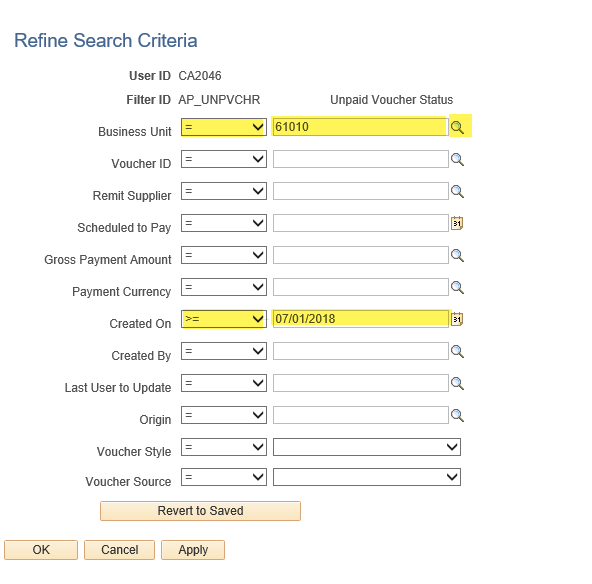 Refine Search Criteria
User ID CA2046
Filter ID AP_UNPVCHR Unpaid Voucher Status
Business Unit = 61010
Voucher ID =
Remit Supplier =
Scheduled to Pay = 31
Gross Payment Amount =
Payment Currency =
Created On >= 07/01/2018 31
Created By =
Last User to Update =
Origin =
Voucher Style =
Voucher Source =
Revert to Saved
OK Cancel Apply